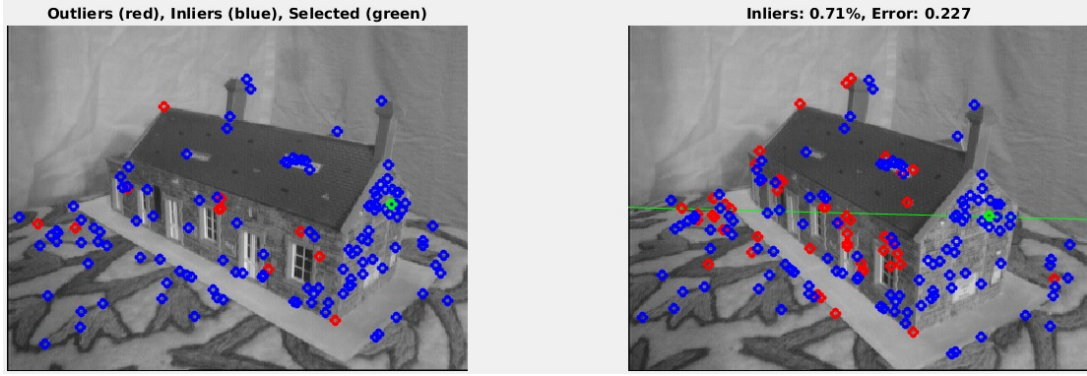 Outliers (red), Inliers (blue), Selected (green)
Inliers: 0.71%, Error: 0.227